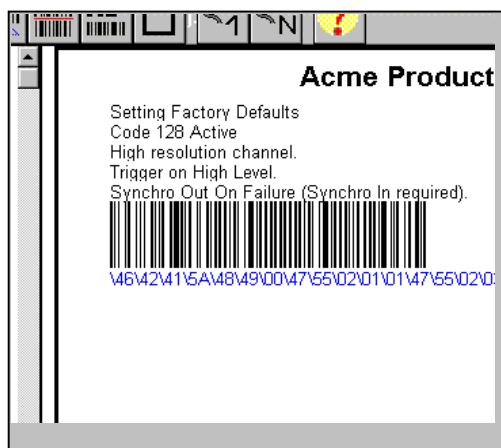 1 N
Acme Product
Setting Factory Defaults
Code 128 Active
High resolution channel.
Trigger on High Level.
Synchro Out On Failure (Synchro In required).
\46\42\41\5A\48\49\00\47\55\02\01\01\47\55\02\0